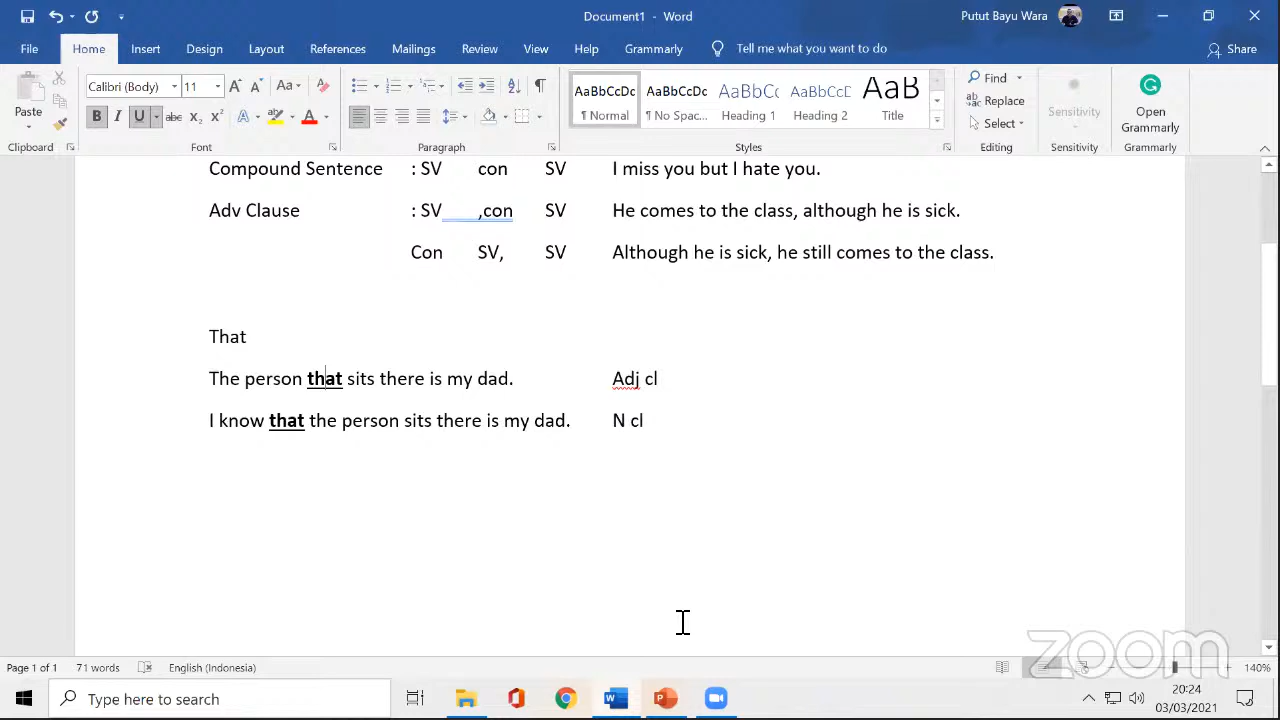 Document1 - Word
Putut Bayu Wara
File Home Insert Design Layout References Mailings Review View Help Grammarly Tell me what you want to do Share
Paste
Calibri (Body) 11
AaBbCcDc AaBbCcDc AaBbCc AaBbCcD AaB
¶ Normal ¶ No Spac... Heading 1 Heading 2 Title
Find
Replace
Select
Sensitivity
Open Grammarly
Clipboard Font Paragraph Styles Editing Sensitivity Grammarly
Compound Sentence : SV con SV I miss you but I hate you.
Adv Clause : SV ,con SV He comes to the class, although he is sick.
Con SV, SV Although he is sick, he still comes to the class.
That
The person that sits there is my dad. Adj cl
I know that the person sits there is my dad. N cl
zoom
Page 1 of 1 71 words English (Indonesia) 140%
Type here to search
20:24
03/03/2021